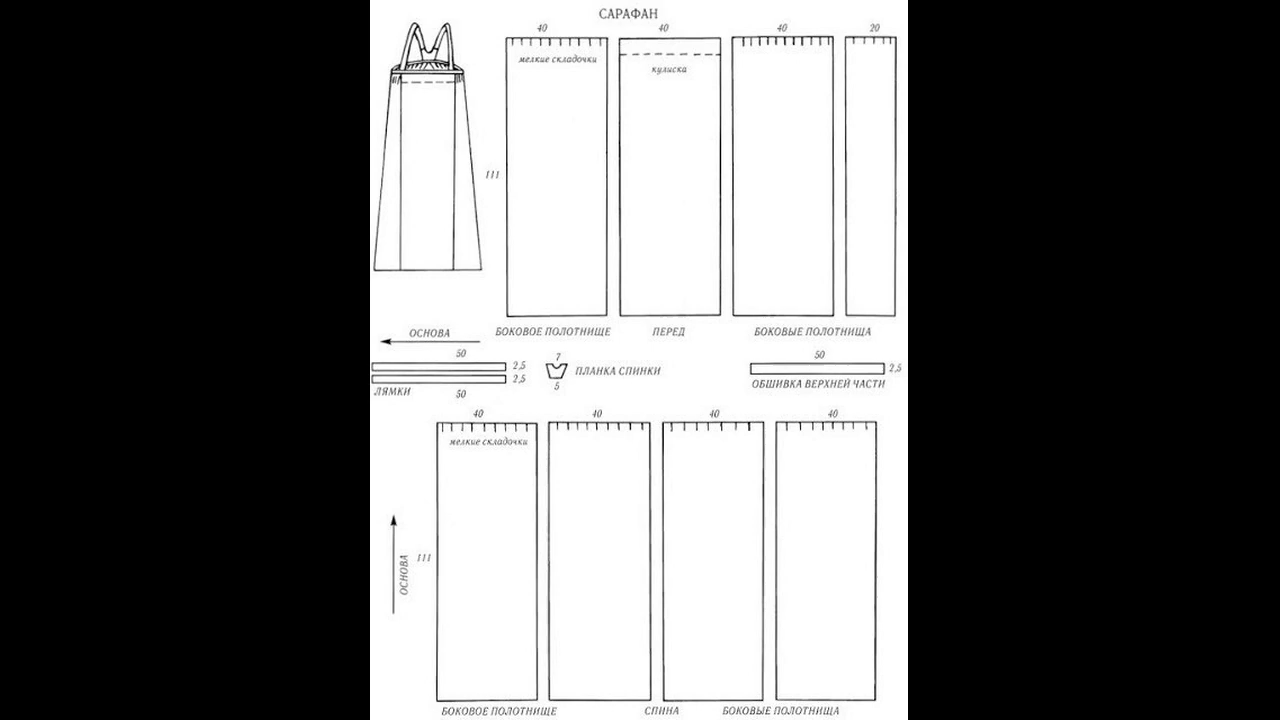 САРАФАН
40 40 40 20
мелкие складочки
кулиска
111
БОКОВОЕ ПОЛОТНИЩЕ ПЕРЕД БОКОВЫЕ ПОЛОТНИЩА
ОСНОВА
50
2,5
2,5
ЛЯМКИ
50
7
ПЛАНКА СПИНКИ
5
50
2,5
ОБШИВКА ВЕРХНЕЙ ЧАСТИ
40 40 40 40
мелкие складочки
111
ОСНОВА
БОКОВОЕ ПОЛОТНИЩЕ СПИНА БОКОВЫЕ ПОЛОТНИЩА